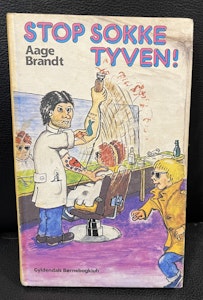 STOP SOKKE
TYVEN!
Aage
Brandt
Gyldendals Børnebogklub